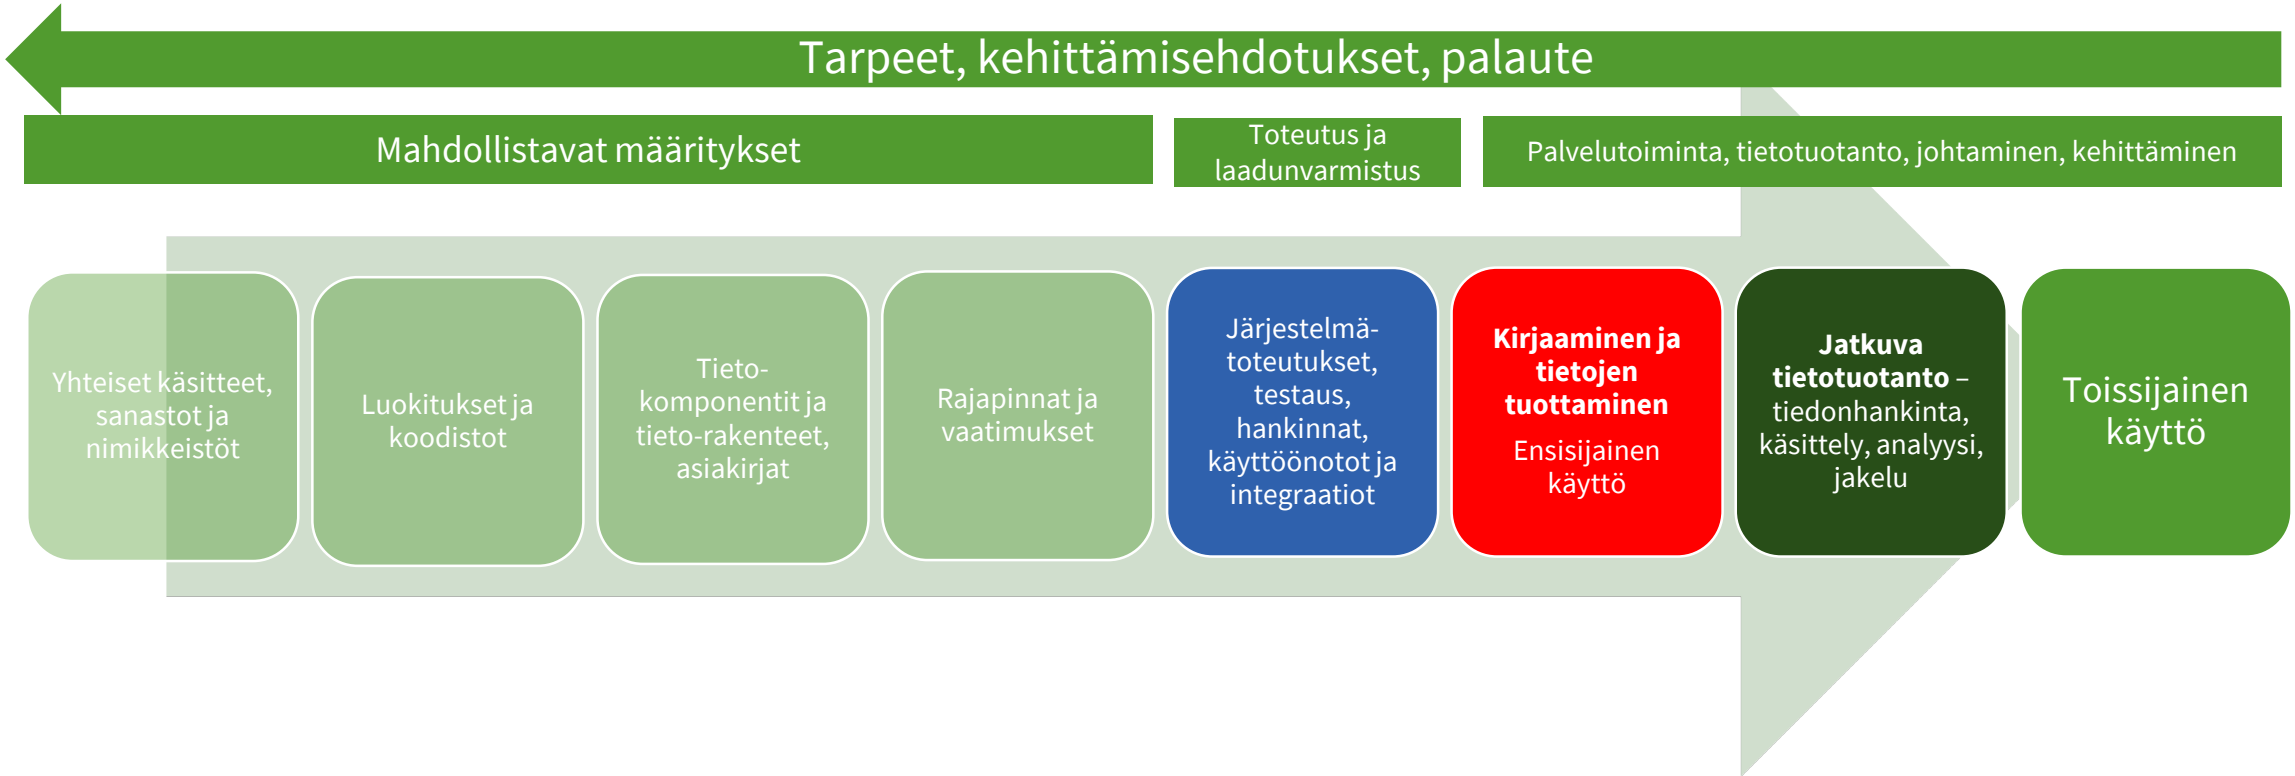 Tarpeet, kehittämisehdotukset, palaute
Mahdollistavat määritykset
Toteutus ja
laadunvarmistus
Palvelutoiminta, tietotuotanto, johtaminen, kehittäminen
Yhteiset käsitteet,
sanastot ja
nimikkeistöt
Luokitukset ja
koodistot
Tieto-
komponentit ja
tieto-rakenteet,
asiakirjat
Rajapinnat ja
vaatimukset
Järjestelmä-
toteutukset,
testaus,
hankinnat,
käyttöönotot ja
integraatiot
Kirjaaminen ja
tietojen
tuottaminen
Ensisijainen
käyttö
Jatkuva
tietotuotanto –
tiedonhankinta,
käsittely, analyysi,
jakelu
Toissijainen
käyttö